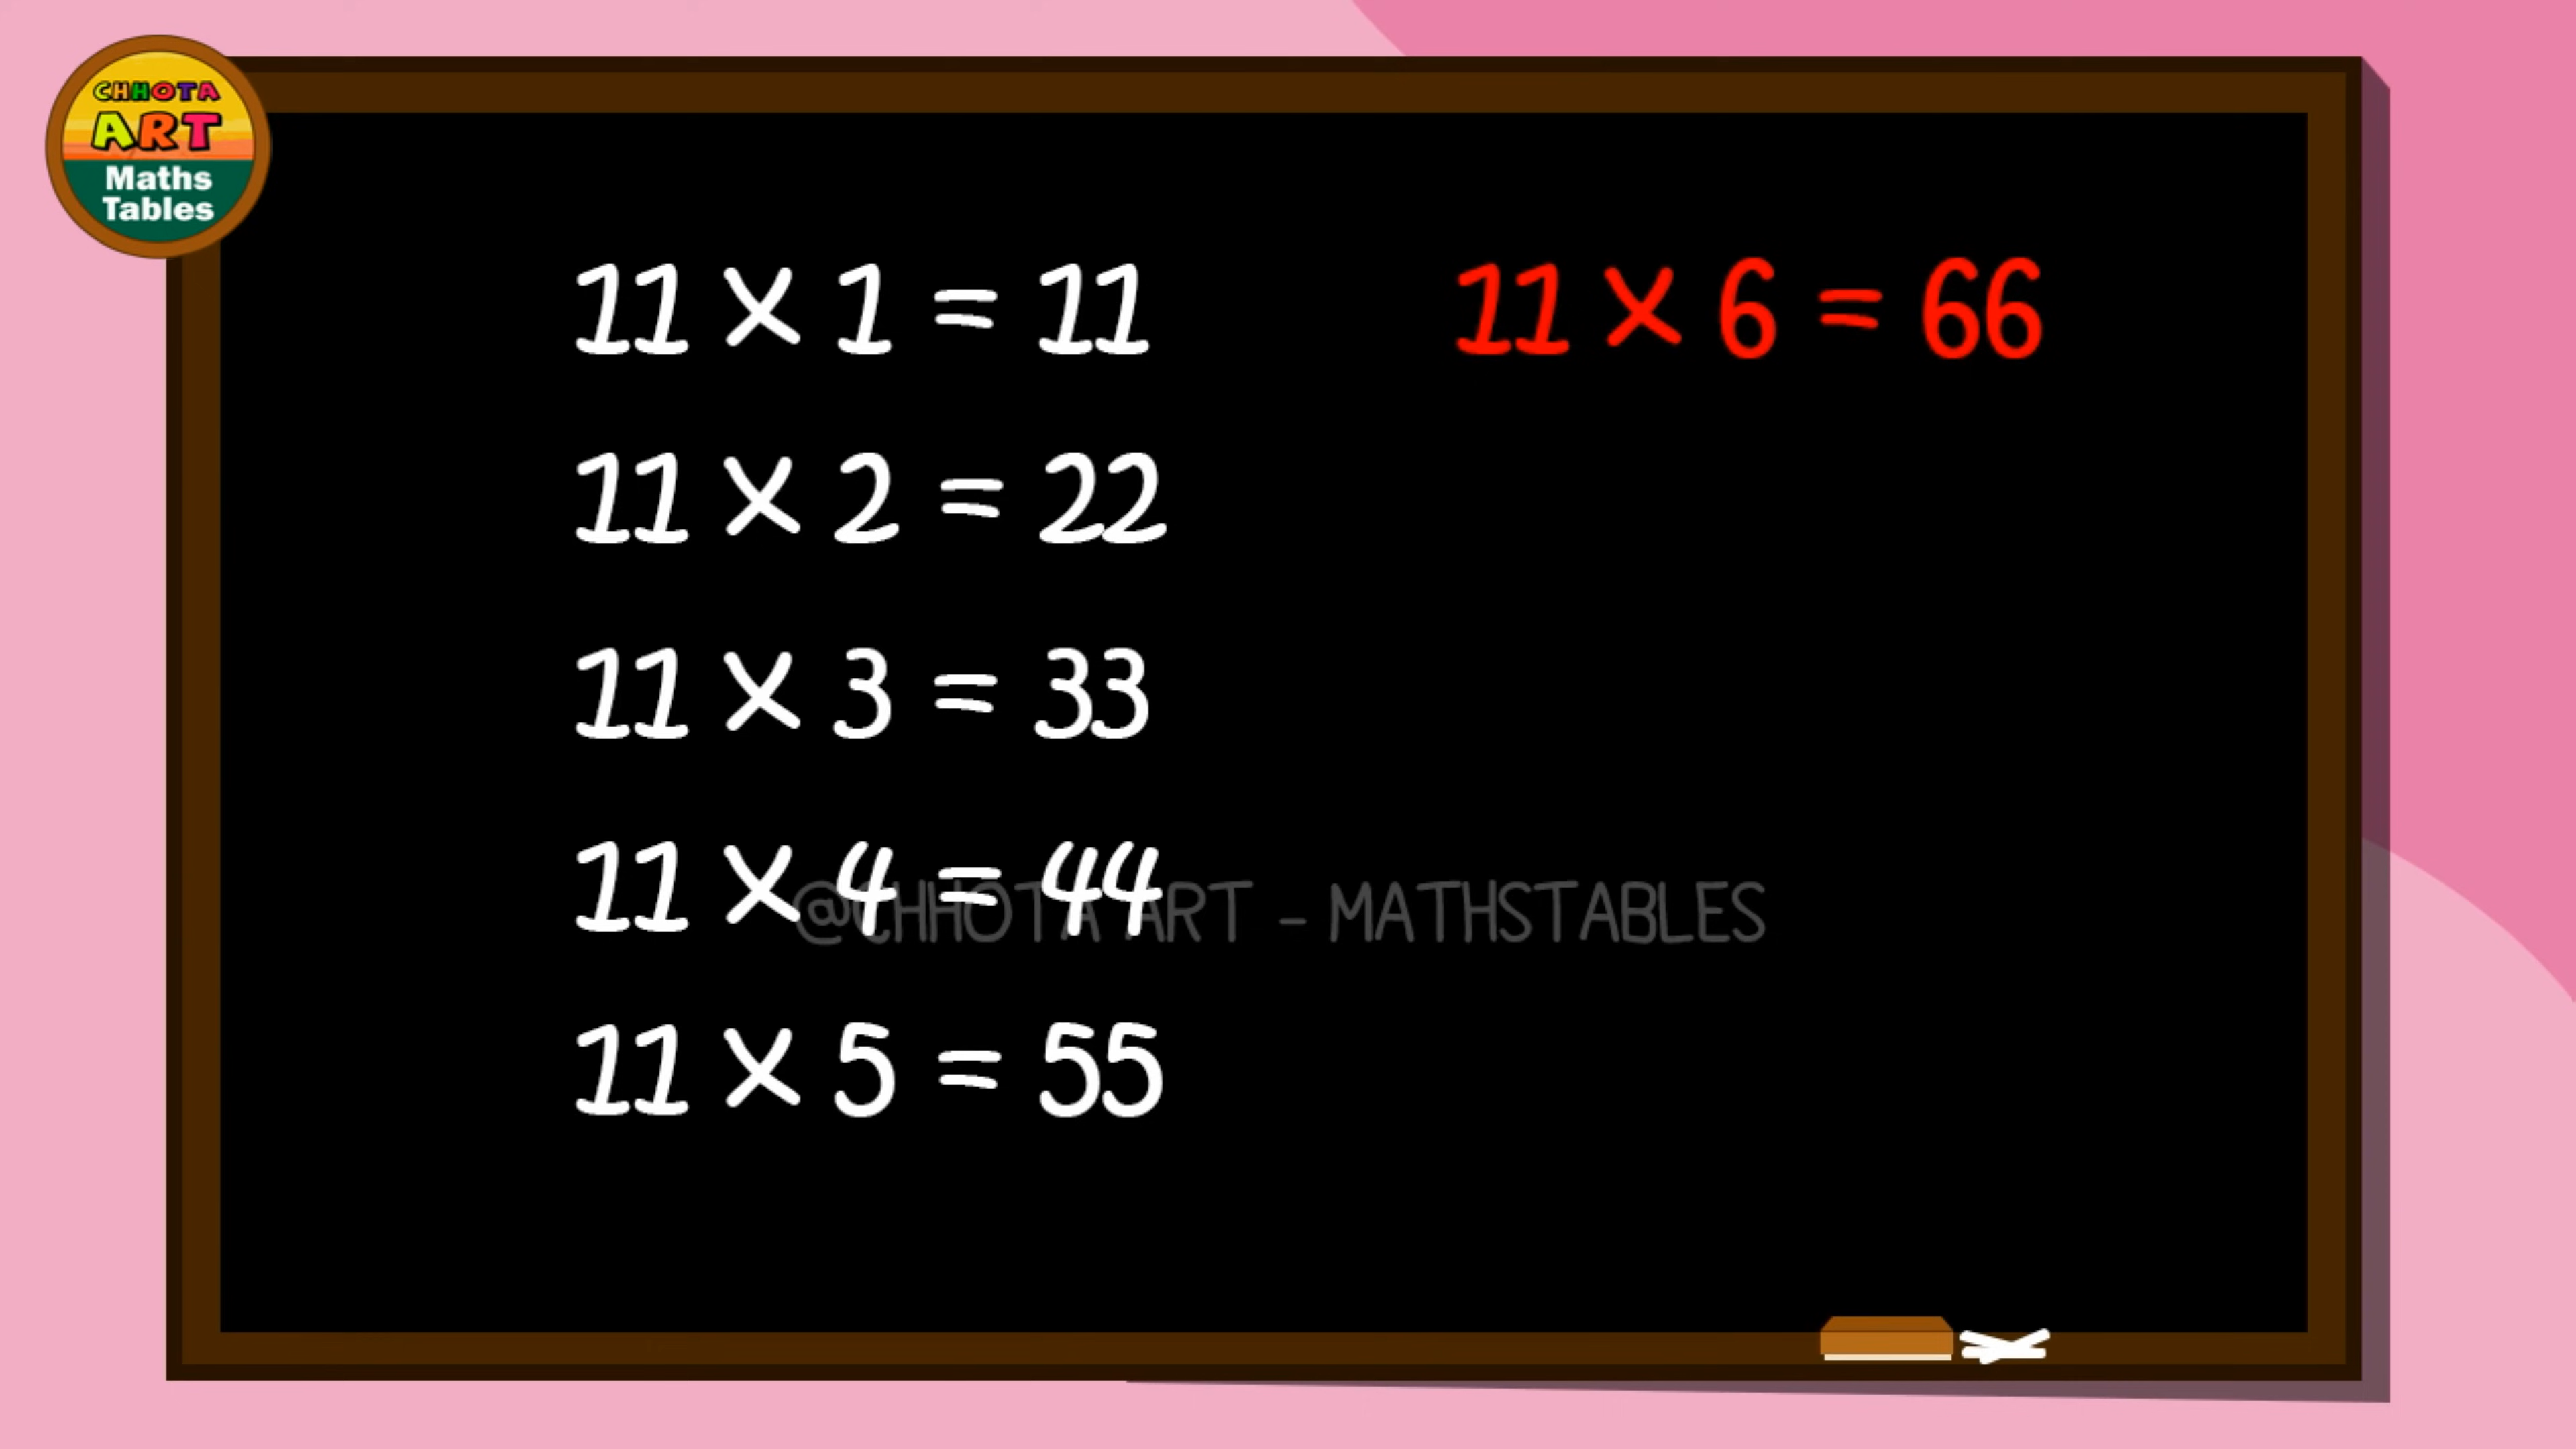 CHHOTA
ART
Maths
Tables
11 × 1 = 11
11 × 2 = 22
11 × 3 = 33
11 × 4 = 44
11 × 5 = 55
11 × 6 = 66
@CHHOTA ART - MATHSTABLES